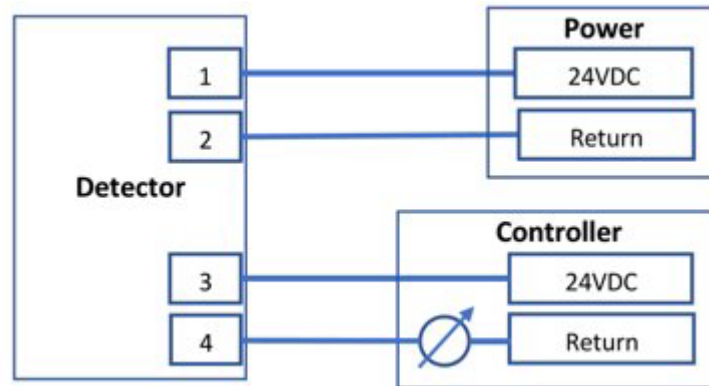 Power
1
24VDC
2
Return
Detector
Controller
3
24VDC
4
Return